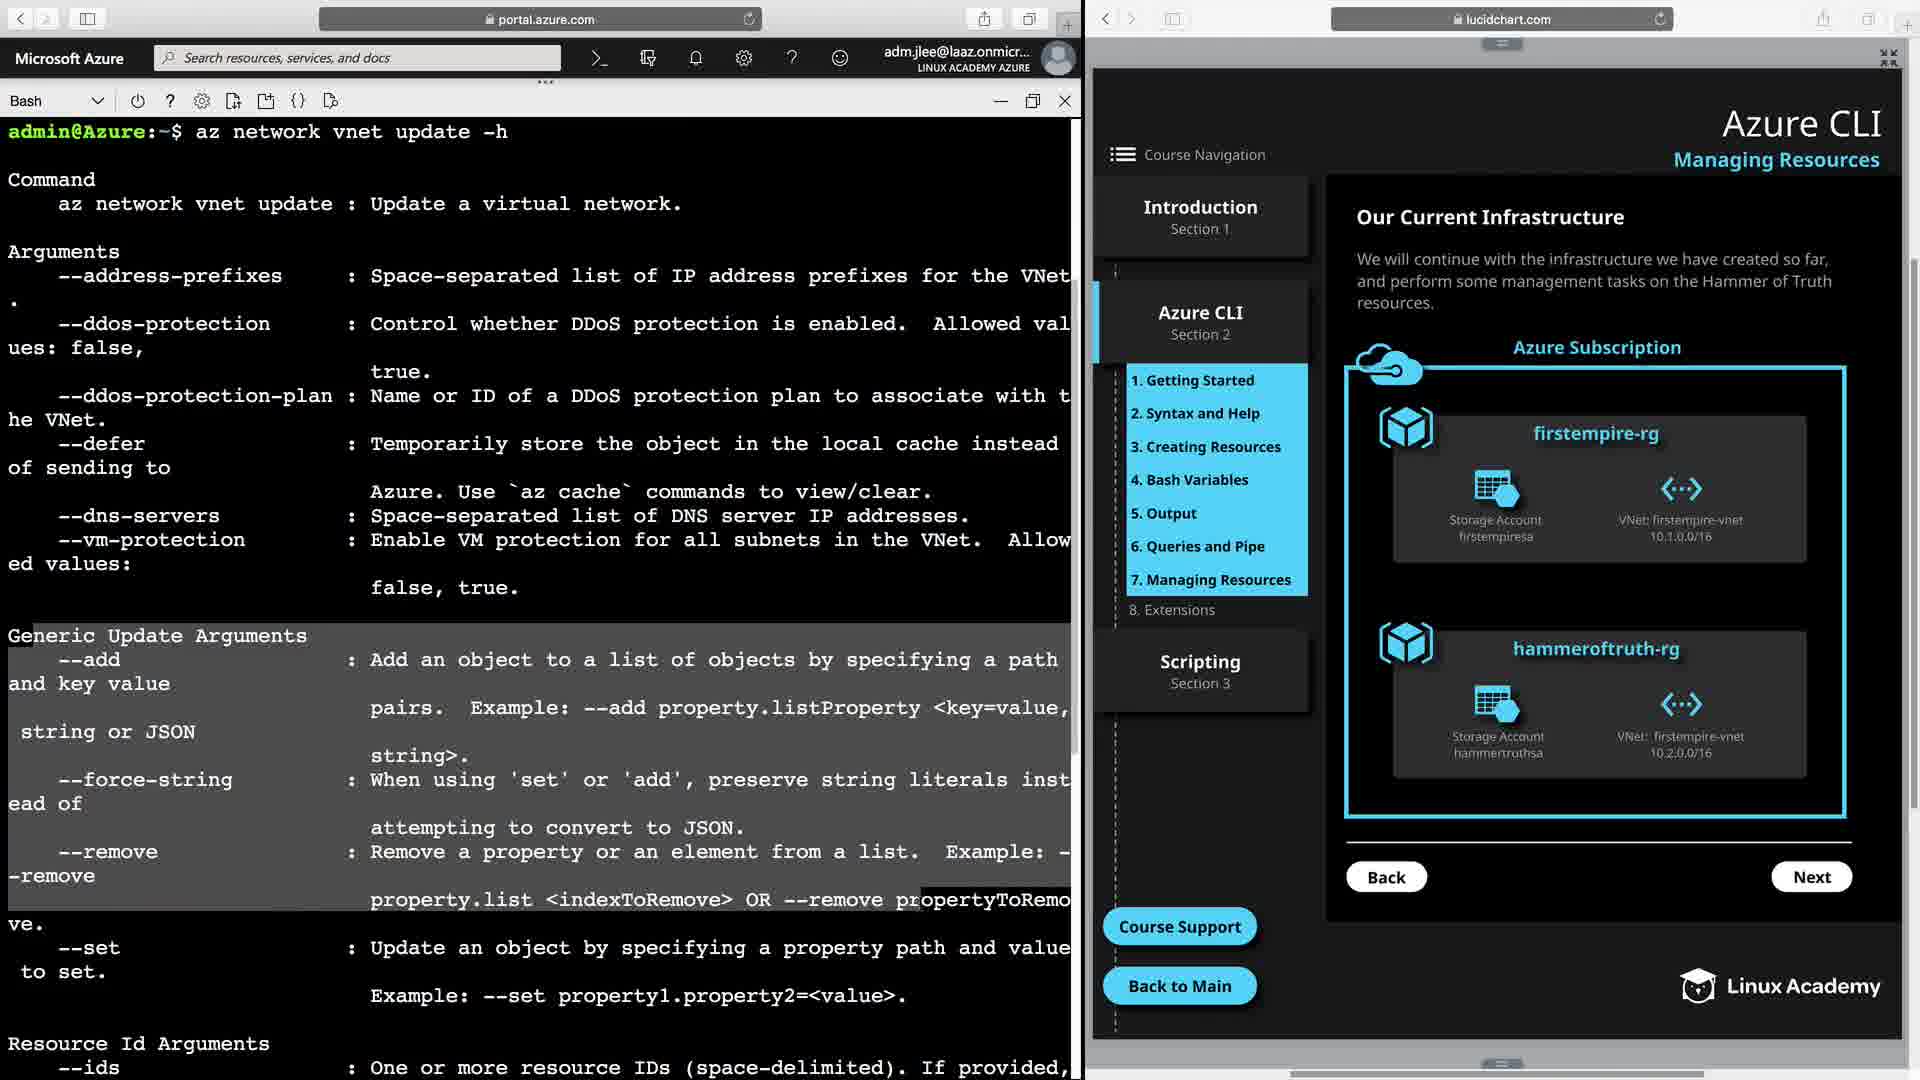 portal.azure.com
Microsoft Azure
Search resources, services, and docs
adm.jlee@laaz.onmicr...
LINUX ACADEMY AZURE
Bash
admin@Azure:~$ az network vnet update -h
Command
az network vnet update : Update a virtual network.
Arguments
--address-prefixes : Space-separated list of IP address prefixes for the VNet
.
--ddos-protection : Control whether DDoS protection is enabled. Allowed val
ues: false,
true.
--ddos-protection-plan : Name or ID of a DDoS protection plan to associate with t
he VNet.
--defer : Temporarily store the object in the local cache instead
of sending to
Azure. Use `az cache` commands to view/clear.
--dns-servers : Space-separated list of DNS server IP addresses.
--vm-protection : Enable VM protection for all subnets in the VNet. Allow
ed values:
false, true.
Generic Update Arguments
--add : Add an object to a list of objects by specifying a path
and key value
pairs. Example: --add property.listProperty <key=value,
string or JSON
string>.
--force-string : When using 'set' or 'add', preserve string literals inst
ead of
attempting to convert to JSON.
--remove : Remove a property or an element from a list. Example: -
-remove
property.list <indexToRemove> OR --remove propertyToRemo
ve.
--set : Update an object by specifying a property path and value
to set.
Example: --set property1.property2=<value>.
Resource Id Arguments
--ids : One or more resource IDs (space-delimited). If provided,
lucidchart.com
Azure CLI
Managing Resources
Course Navigation
Introduction
Section 1
Azure CLI
Section 2
1. Getting Started
2. Syntax and Help
3. Creating Resources
4. Bash Variables
5. Output
6. Queries and Pipe
7. Managing Resources
8. Extensions
Scripting
Section 3
Course Support
Back to Main
Our Current Infrastructure
We will continue with the infrastructure we have created so far,
and perform some management tasks on the Hammer of Truth
resources.
Azure Subscription
firstempire-rg
Storage Account
firstempiresa
VNet: firstempire-vnet
10.1.0.0/16
hammeroftruth-rg
Storage Account
hammertrothsa
VNet: firstempire-vnet
10.2.0.0/16
Back
Next
Linux Academy